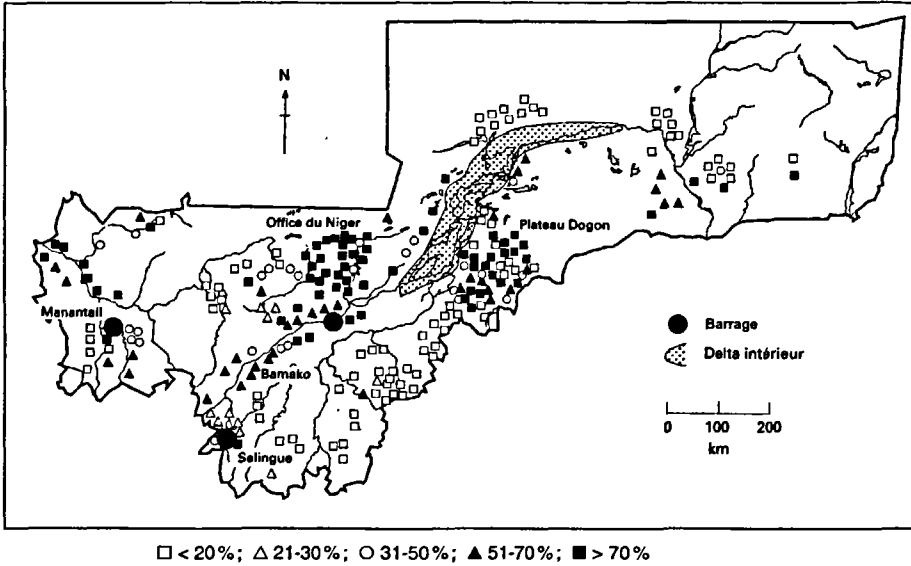 N
Office du Niger
Plateau Dogon
Manantali
Barrage
Delta intérieur
Bamako
0 100 200
km
Selingue
□ < 20%; △ 21-30%; ○ 31-50%; ▲ 51-70%; ■ > 70%